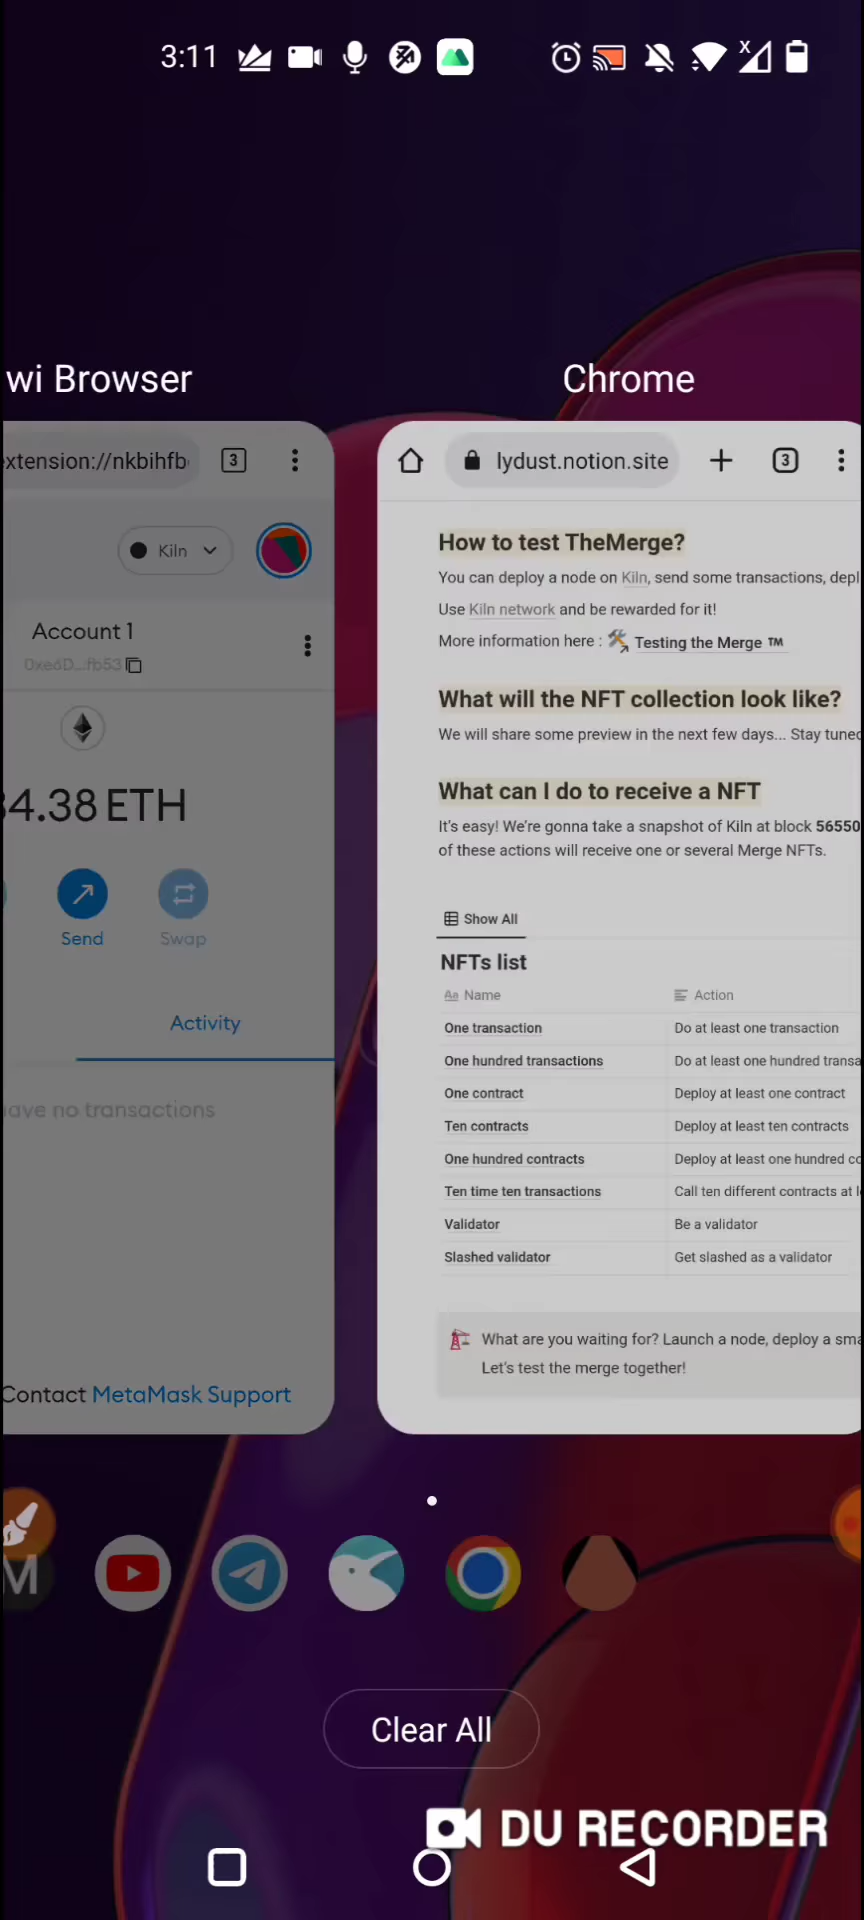 3:11
x
wi Browser
Chrome
extension://nkbihfb
3
lydust.notion.site
3
Kiln
Account 1
0xe6D...fb53
34.38 ETH
Send
Swap
Activity
have no transactions
Contact MetaMask Support
How to test TheMerge?
You can deploy a node on Kiln, send some transactions, depl
Use Kiln network and be rewarded for it!
More information here : Testing the Merge ™
What will the NFT collection look like?
We will share some preview in the next few days... Stay tuned
What can I do to receive a NFT
It's easy! We're gonna take a snapshot of Kiln at block 56550
of these actions will receive one or several Merge NFTs.
Show All
NFTs list
Aa Name
Action
One transaction
Do at least one transaction
One hundred transactions
Do at least one hundred transa
One contract
Deploy at least one contract
Ten contracts
Deploy at least ten contracts
One hundred contracts
Deploy at least one hundred co
Ten time ten transactions
Call ten different contracts at l
Validator
Be a validator
Slashed validator
Get slashed as a validator
What are you waiting for? Launch a node, deploy a sma
Let's test the merge together!
M
Clear All
DU RECORDER